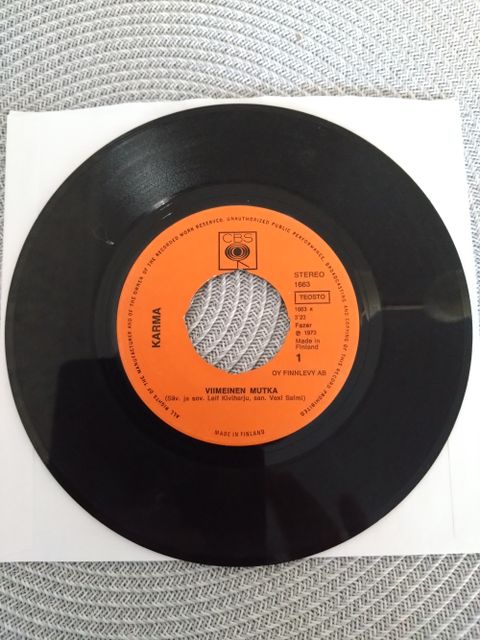 ALL RIGHTS OF THE MANUFACTURER AND OF THE OWNER OF THE RECORDED WORK RESERVED. UNAUTHORIZED PUBLIC PERFORMANCE, BROADCASTING AND COPYING OF THIS RECORD PROHIBITED
CBS
STEREO
1663
TEOSTO
1663 a
3'23
Fazer
℗ 1973
Made in
Finland
1
KARMA
OY FINNLEVY AB
VIIMEINEN MUTKA
(Säv. ja sov. Leif Kiviharju, san. Vexi Salmi)
MADE IN FINLAND